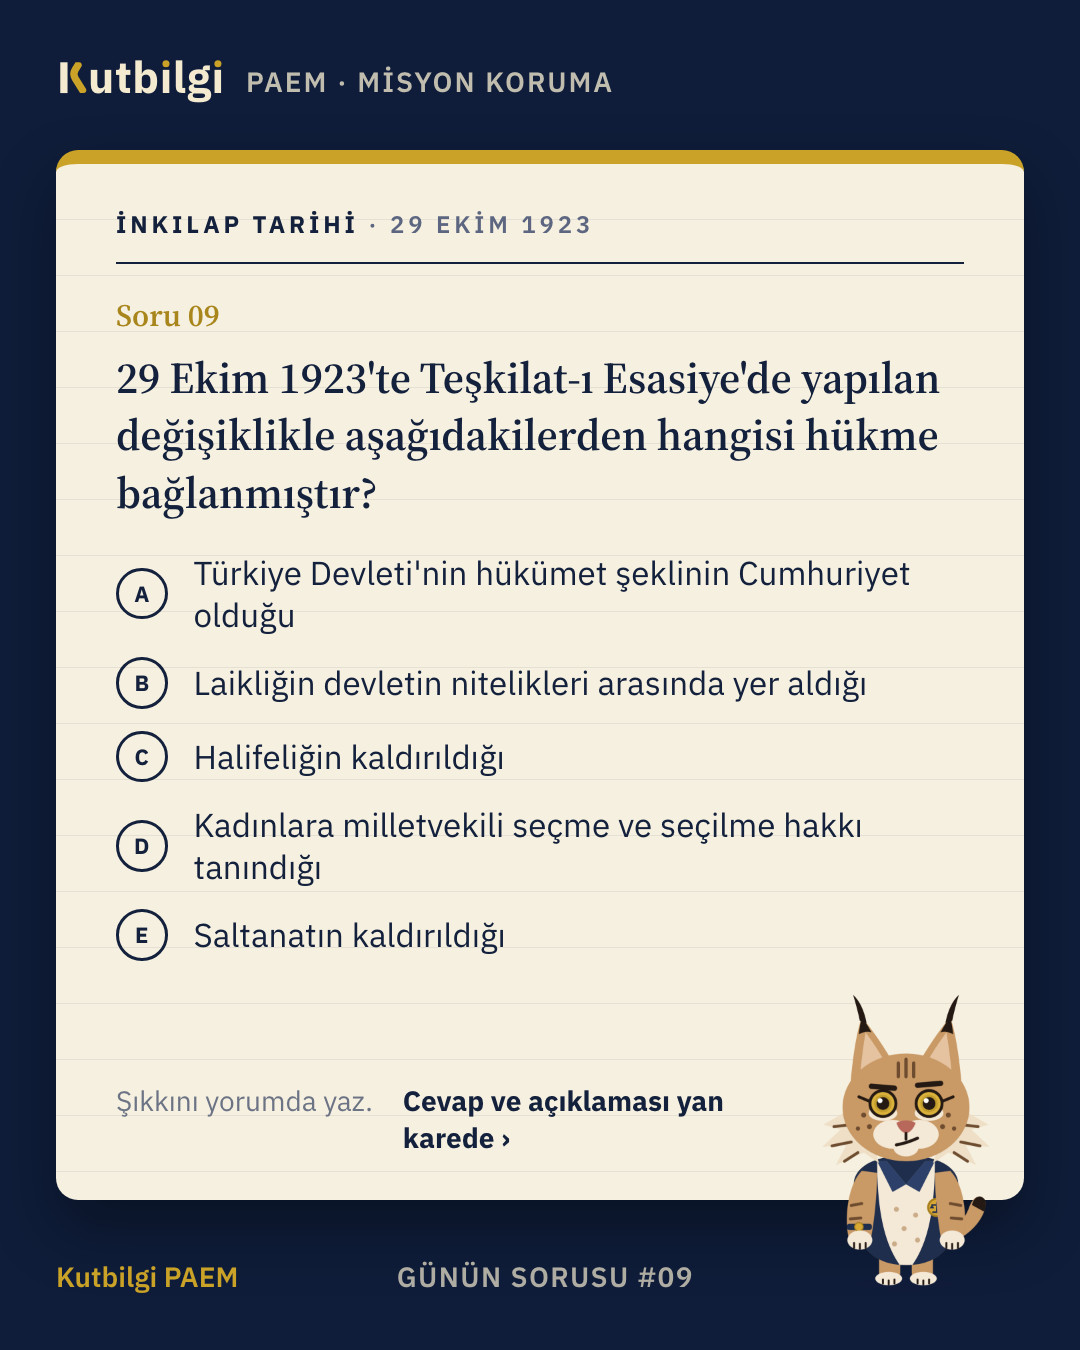 Kutbilgi PAEM · MİSYON KORUMA
İNKILAP TARİHİ · 29 EKİM 1923
Soru 09
29 Ekim 1923'te Teşkilat-ı Esasiye'de yapılan
değişiklikle aşağıdakilerden hangisi hükme
bağlanmıştır?
A Türkiye Devleti'nin hükümet şeklinin Cumhuriyet
olduğu
B Laikliğin devletin nitelikleri arasında yer aldığı
C Halifeliğin kaldırıldığı
D Kadınlara milletvekili seçme ve seçilme hakkı
tanındığı
E Saltanatın kaldırıldığı
Şıkkını yorumda yaz. Cevap ve açıklaması yan
karede ›
Kutbilgi PAEM GÜNÜN SORUSU #09